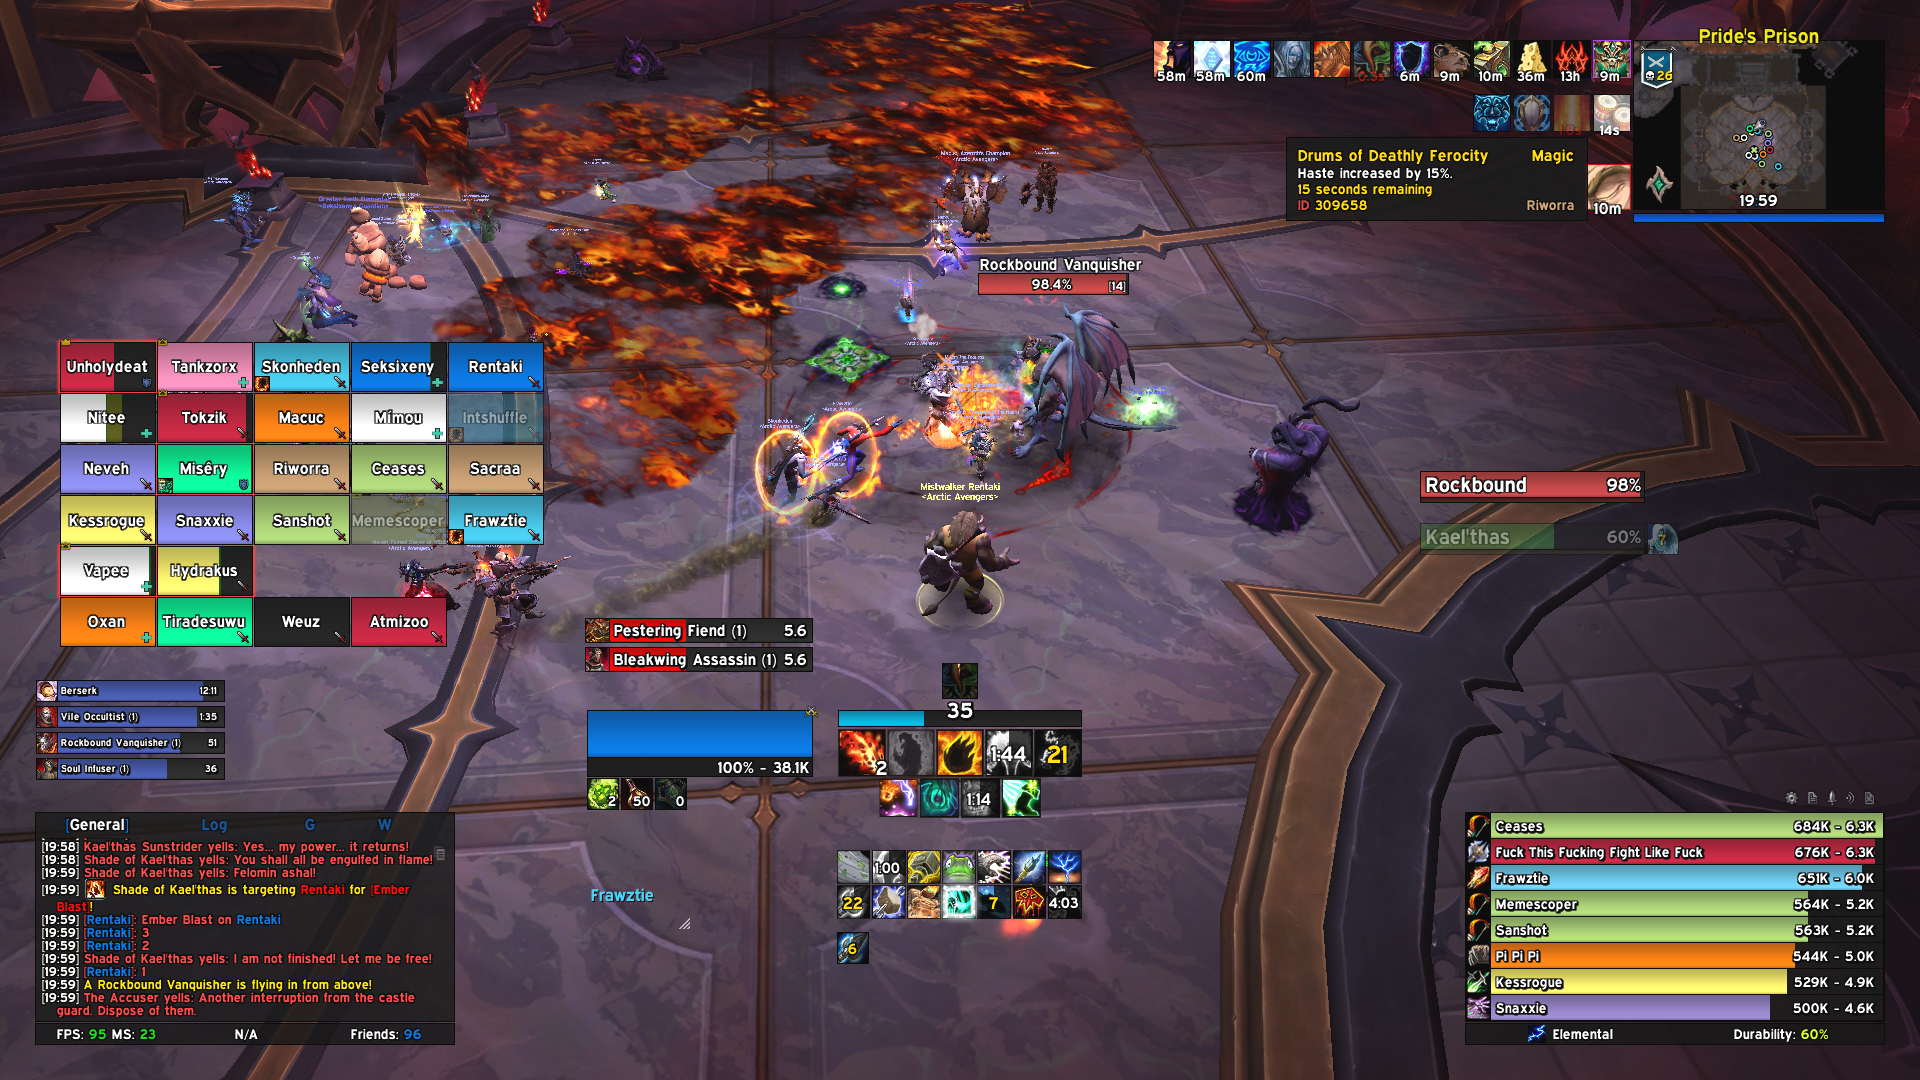 Pride's Prison
58m 58m 60m 6m 9m 10m 36m 13h 9m
26
14s
Drums of Deathly Ferocity Magic
Haste increased by 15%.
15 seconds remaining
ID 309658 Riworra
10m
19:59
Rockbound Vanquisher
98.4% [14]
Unholydeat Tankzorx Skonheden Seksixeny Rentaki
Nitee Tokzik Macuc Mímou Intshuffle
Neveh Miséry Riworra Ceases Sacraa
Kessrogue Snaxxie Sanshot Memescoper Frawztie
Vapee Hydrakus
Oxan Tiradesuwu Weuz Atmizoo
Mistwalker Rentaki
<Arctic Avengers>
Rockbound 98%
Kael'thas 60%
Pestering Fiend (1) 5.6
Bleakwing Assassin (1) 5.6
Berserk 12:11
Vile Occultist (1) 1:35
Rockbound Vanquisher (1) 51
Soul Infuser (1) 36
35
100% - 38.1K
2 1:44 21
2 50 0
1:14
1:00
22 7 4:03
6
Frawztie
[General] Log G W
[19:58] Kael'thas Sunstrider yells: Yes... my power... it returns!
[19:58] Shade of Kael'thas yells: You shall all be engulfed in flame!
[19:59] Shade of Kael'thas yells: Felomin ashal!
[19:59] Shade of Kael'thas is targeting Rentaki for [Ember
Blast]!
[19:59] [Rentaki]: Ember Blast on Rentaki
[19:59] [Rentaki]: 3
[19:59] [Rentaki]: 2
[19:59] Shade of Kael'thas yells: I am not finished! Let me be free!
[19:59] [Rentaki]: 1
[19:59] A Rockbound Vanquisher is flying in from above!
[19:59] The Accuser yells: Another interruption from the castle
guard. Dispose of them.
FPS: 95 MS: 23 N/A Friends: 96
Ceases 684K - 6.3K
Fuck This Fucking Fight Like Fuck 676K - 6.3K
Frawztie 651K - 6.0K
Memescoper 564K - 5.2K
Sanshot 563K - 5.2K
Pi Pi Pi 544K - 5.0K
Kessrogue 529K - 4.9K
Snaxxie 500K - 4.6K
Elemental Durability: 60%